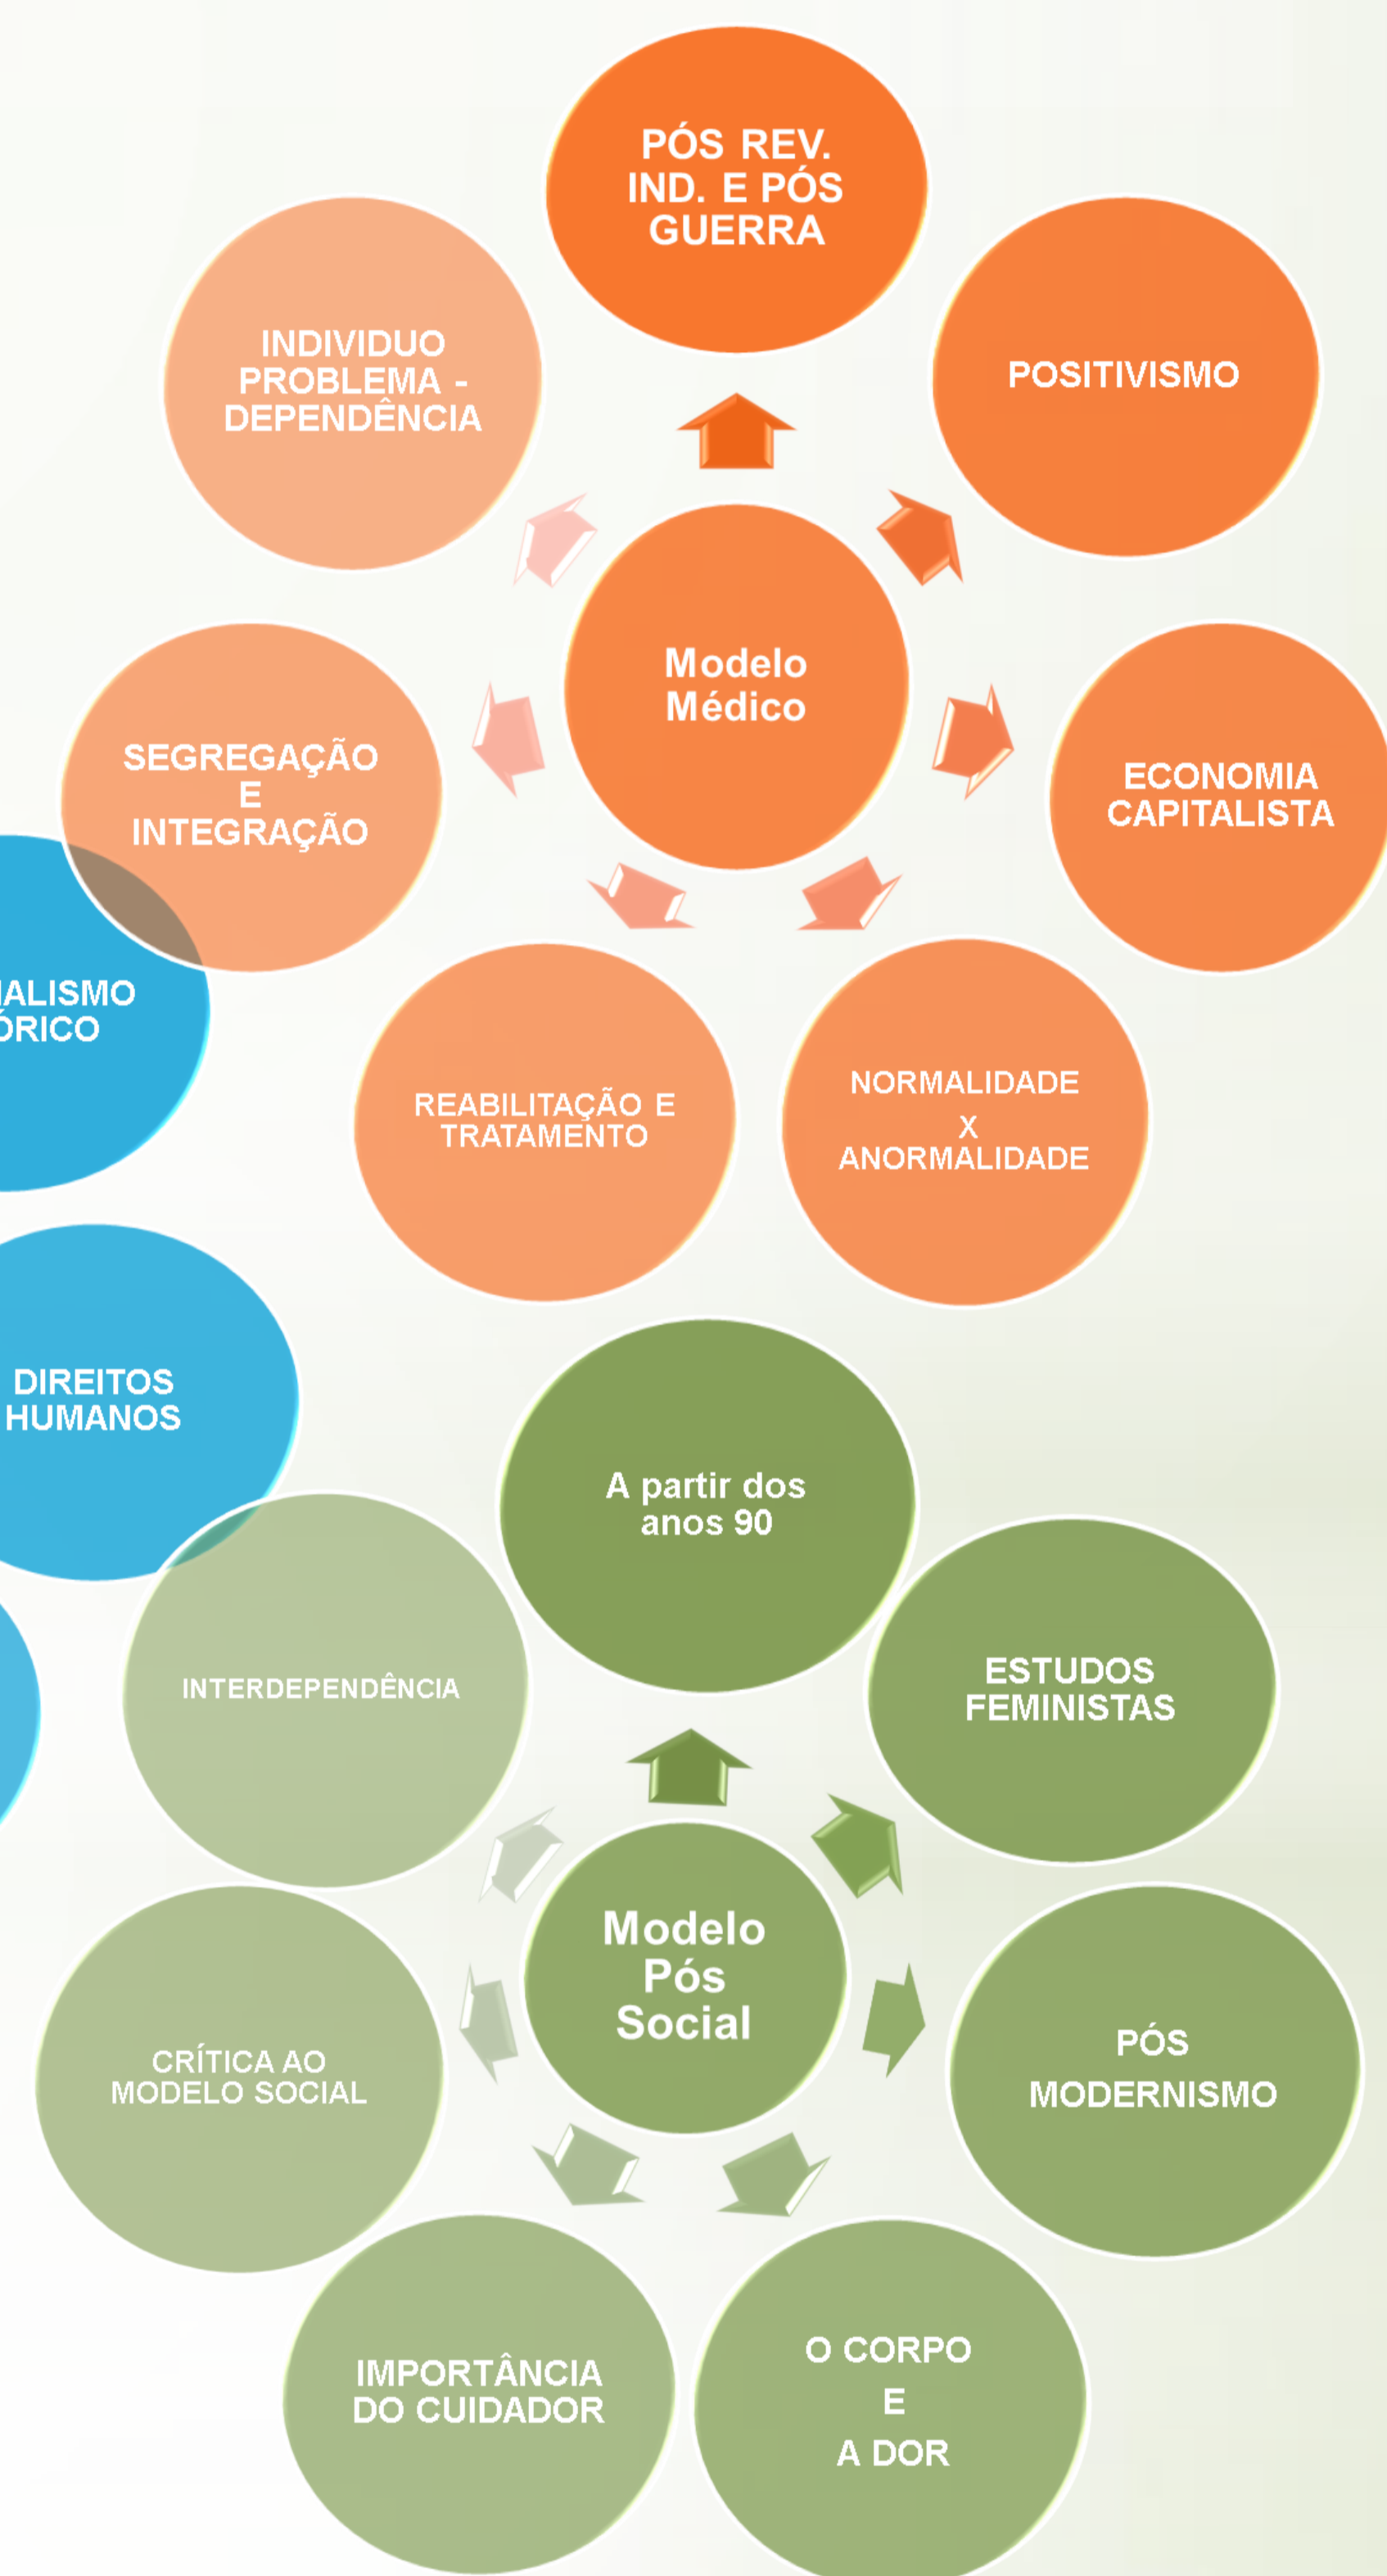 PÓS REV.
IND. E PÓS
GUERRA
INDIVIDUO
PROBLEMA -
DEPENDÊNCIA
POSITIVISMO
Modelo
Médico
SEGREGAÇÃO
E
INTEGRAÇÃO
ECONOMIA
CAPITALISTA
REABILITAÇÃO E
TRATAMENTO
NORMALIDADE
X
ANORMALIDADE
DIREITOS
HUMANOS
A partir dos
anos 90
INTERDEPENDÊNCIA
ESTUDOS
FEMINISTAS
Modelo
Pós
Social
CRÍTICA AO
MODELO SOCIAL
PÓS
MODERNISMO
IMPORTÂNCIA
DO CUIDADOR
O CORPO
E
A DOR